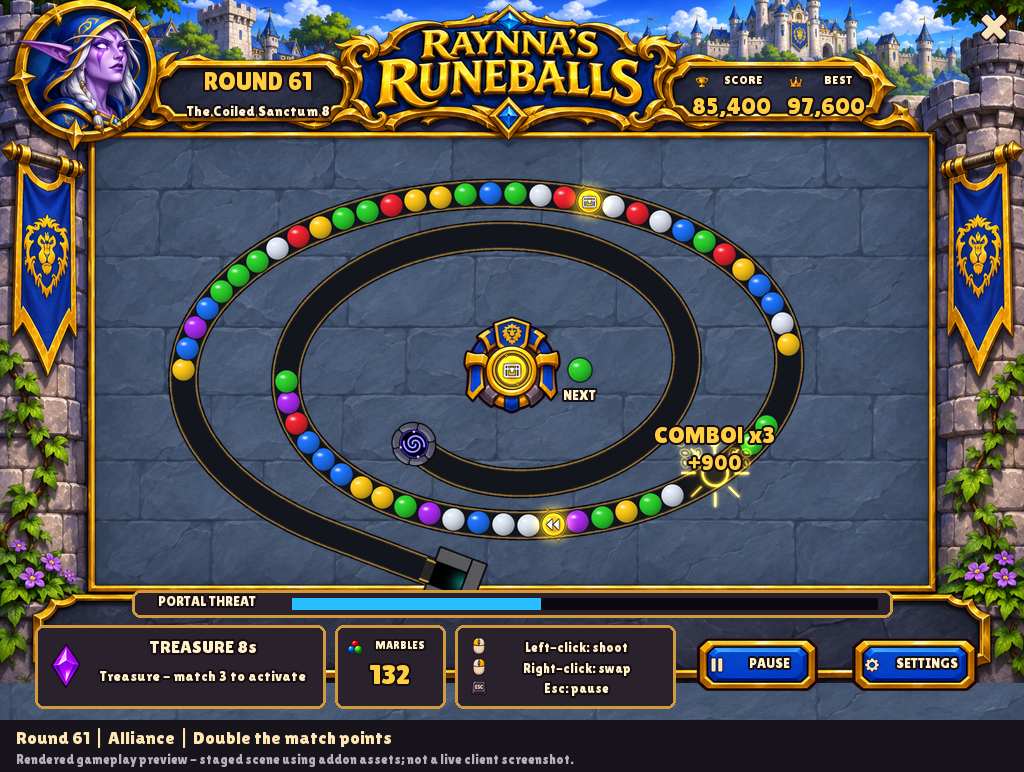 RAYNNA'S
RUNEBALLS
ROUND 61
The Coiled Sanctum 8
SCORE
BEST
85,400
97,600
NEXT
COMBO! x3
+900
PORTAL THREAT
TREASURE 8s
Treasure – match 3 to activate
MARBLES
132
Left-click: shoot
Right-click: swap
ESC
Esc: pause
PAUSE
SETTINGS
Round 61 | Alliance | Double the match points
Rendered gameplay preview – staged scene using addon assets; not a live client screenshot.